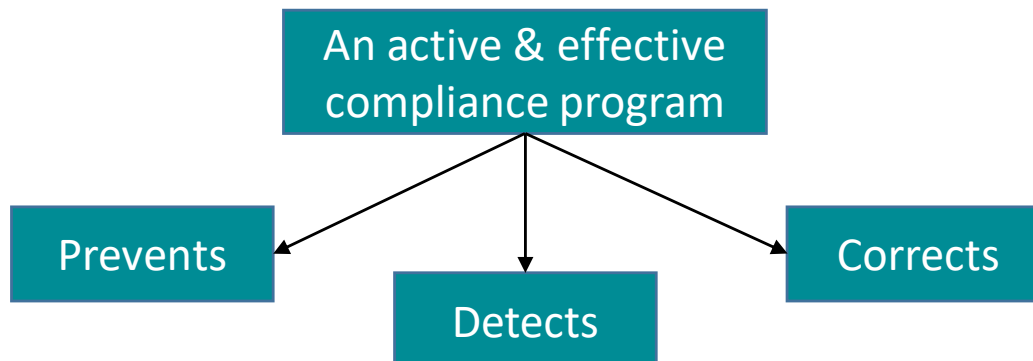 An active & effective
compliance program
Prevents
Detects
Corrects